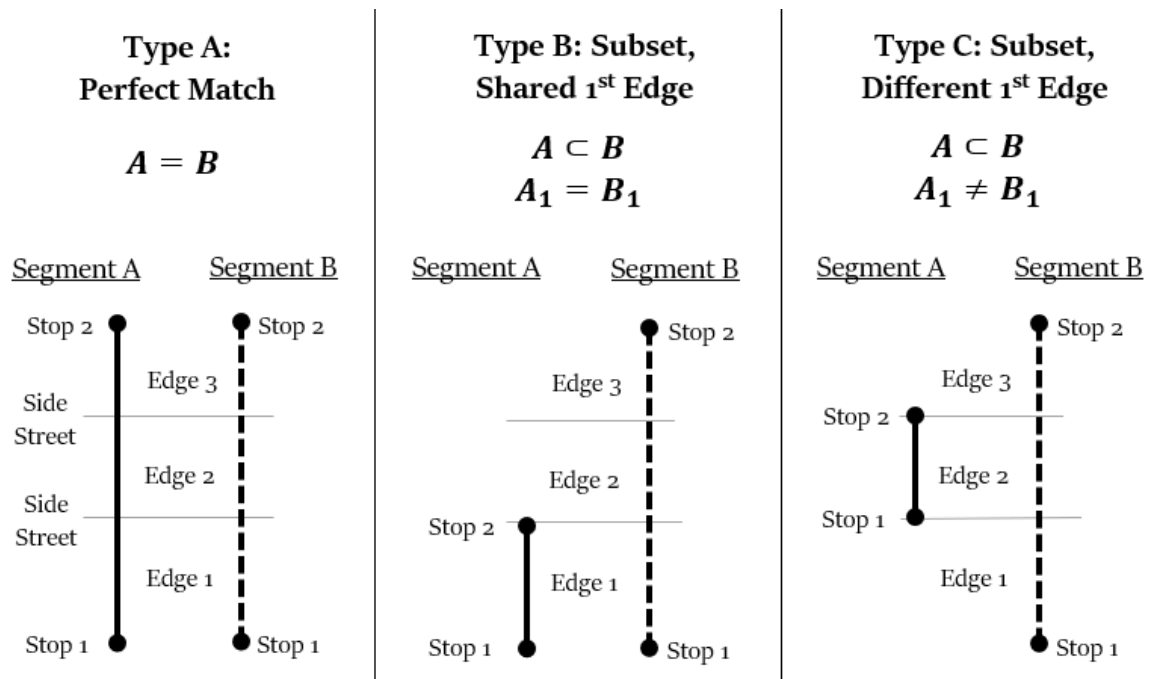 Type A:
Perfect Match
A = B
Segment A
Segment B
Stop 2
Stop 2
Edge 3
Side
Street
Edge 2
Side
Street
Edge 1
Stop 1
Stop 1
Type B: Subset,
Shared 1st Edge
A ⊂ B
A₁ = B₁
Segment A
Segment B
Stop 2
Edge 3
Edge 2
Stop 2
Edge 1
Stop 1
Stop 1
Type C: Subset,
Different 1st Edge
A ⊂ B
A₁ ≠ B₁
Segment A
Segment B
Stop 2
Edge 3
Stop 2
Edge 2
Stop 1
Edge 1
Stop 1